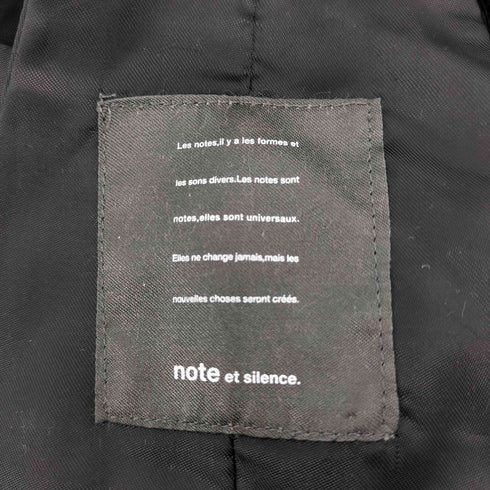 Les notes,il y a les formes et
les sons divers.Les notes sont
notes,elles sont universaux.
Elles ne change jamais,mais les
nouvelles choses seront créés.
note et silence.